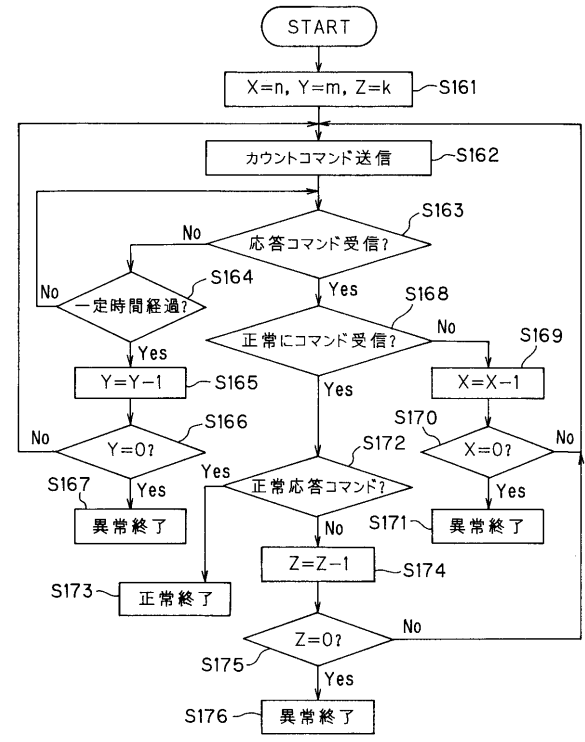 START
X=n, Y=m, Z=k
S161
カウントコマンド送信
S162
応答コマンド受信?
S163
No
Yes
一定時間経過?
S164
No
Yes
Y=Y-1
S165
Y=0?
S166
No
Yes
S167
異常終了
正常にコマンド受信?
S168
No
Yes
X=X-1
S169
S170
X=0?
No
Yes
S171
異常終了
正常応答コマンド?
S172
Yes
No
S173
正常終了
Z=Z-1
S174
Z=0?
S175
No
Yes
S176
異常終了